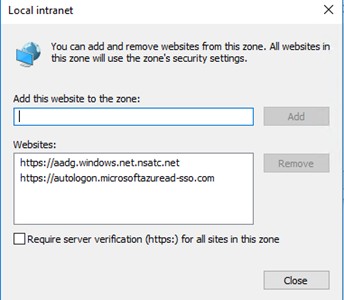 Local intranet
You can add and remove websites from this zone. All websites in
this zone will use the zone's security settings.
Add this website to the zone:
Add
Websites:
https://aadg.windows.net.nsatc.net
https://autologon.microsoftazuread-sso.com
Remove
Require server verification (https:) for all sites in this zone
Close